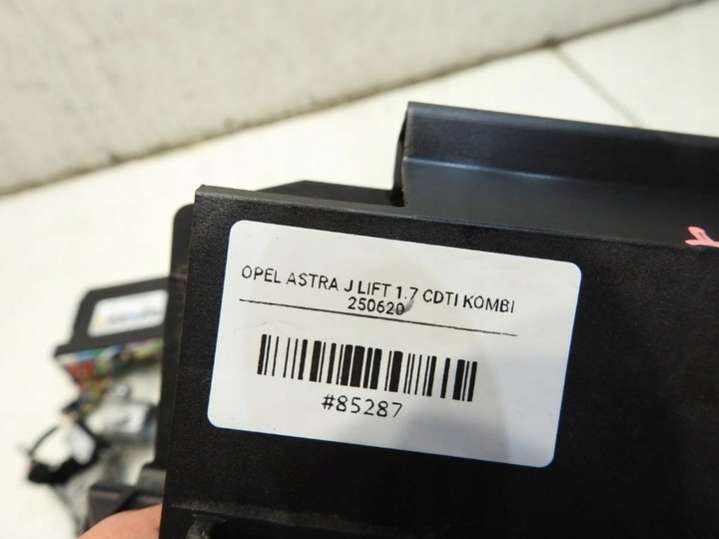 OPEL ASTRA J LIFT 1.7 CDTI KOMBI
250620
#85287